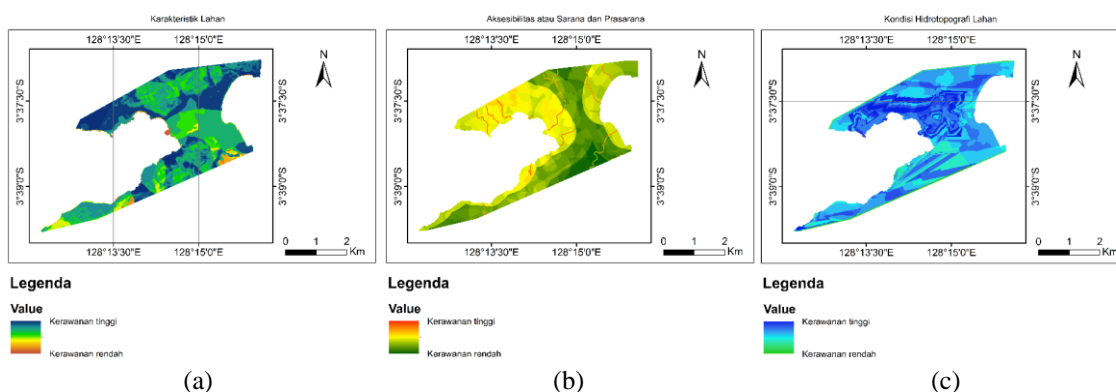 Karakteristik Lahan
128°13'30"E 128°15'0"E
N
3°37'30"S
3°39'0"S
3°37'30"S
3°39'0"S
0 1 2
Km
128°13'30"E 128°15'0"E
Legenda
Value
Kerawanan tinggi
Kerawanan rendah
(a)
Aksesibilitas atau Sarana dan Prasarana
128°13'30"E 128°15'0"E
N
3°37'30"S
3°39'0"S
3°37'30"S
3°39'0"S
0 1 2
Km
128°13'30"E 128°15'0"E
Legenda
Value
Kerawanan tinggi
Kerawanan rendah
(b)
Kondisi Hidrotopografi Lahan
128°13'30"E 128°15'0"E
N
3°37'30"S
3°39'0"S
3°37'30"S
3°39'0"S
0 1 2
Km
128°13'30"E 128°15'0"E
Legenda
Value
Kerawanan tinggi
Kerawanan rendah
(c)